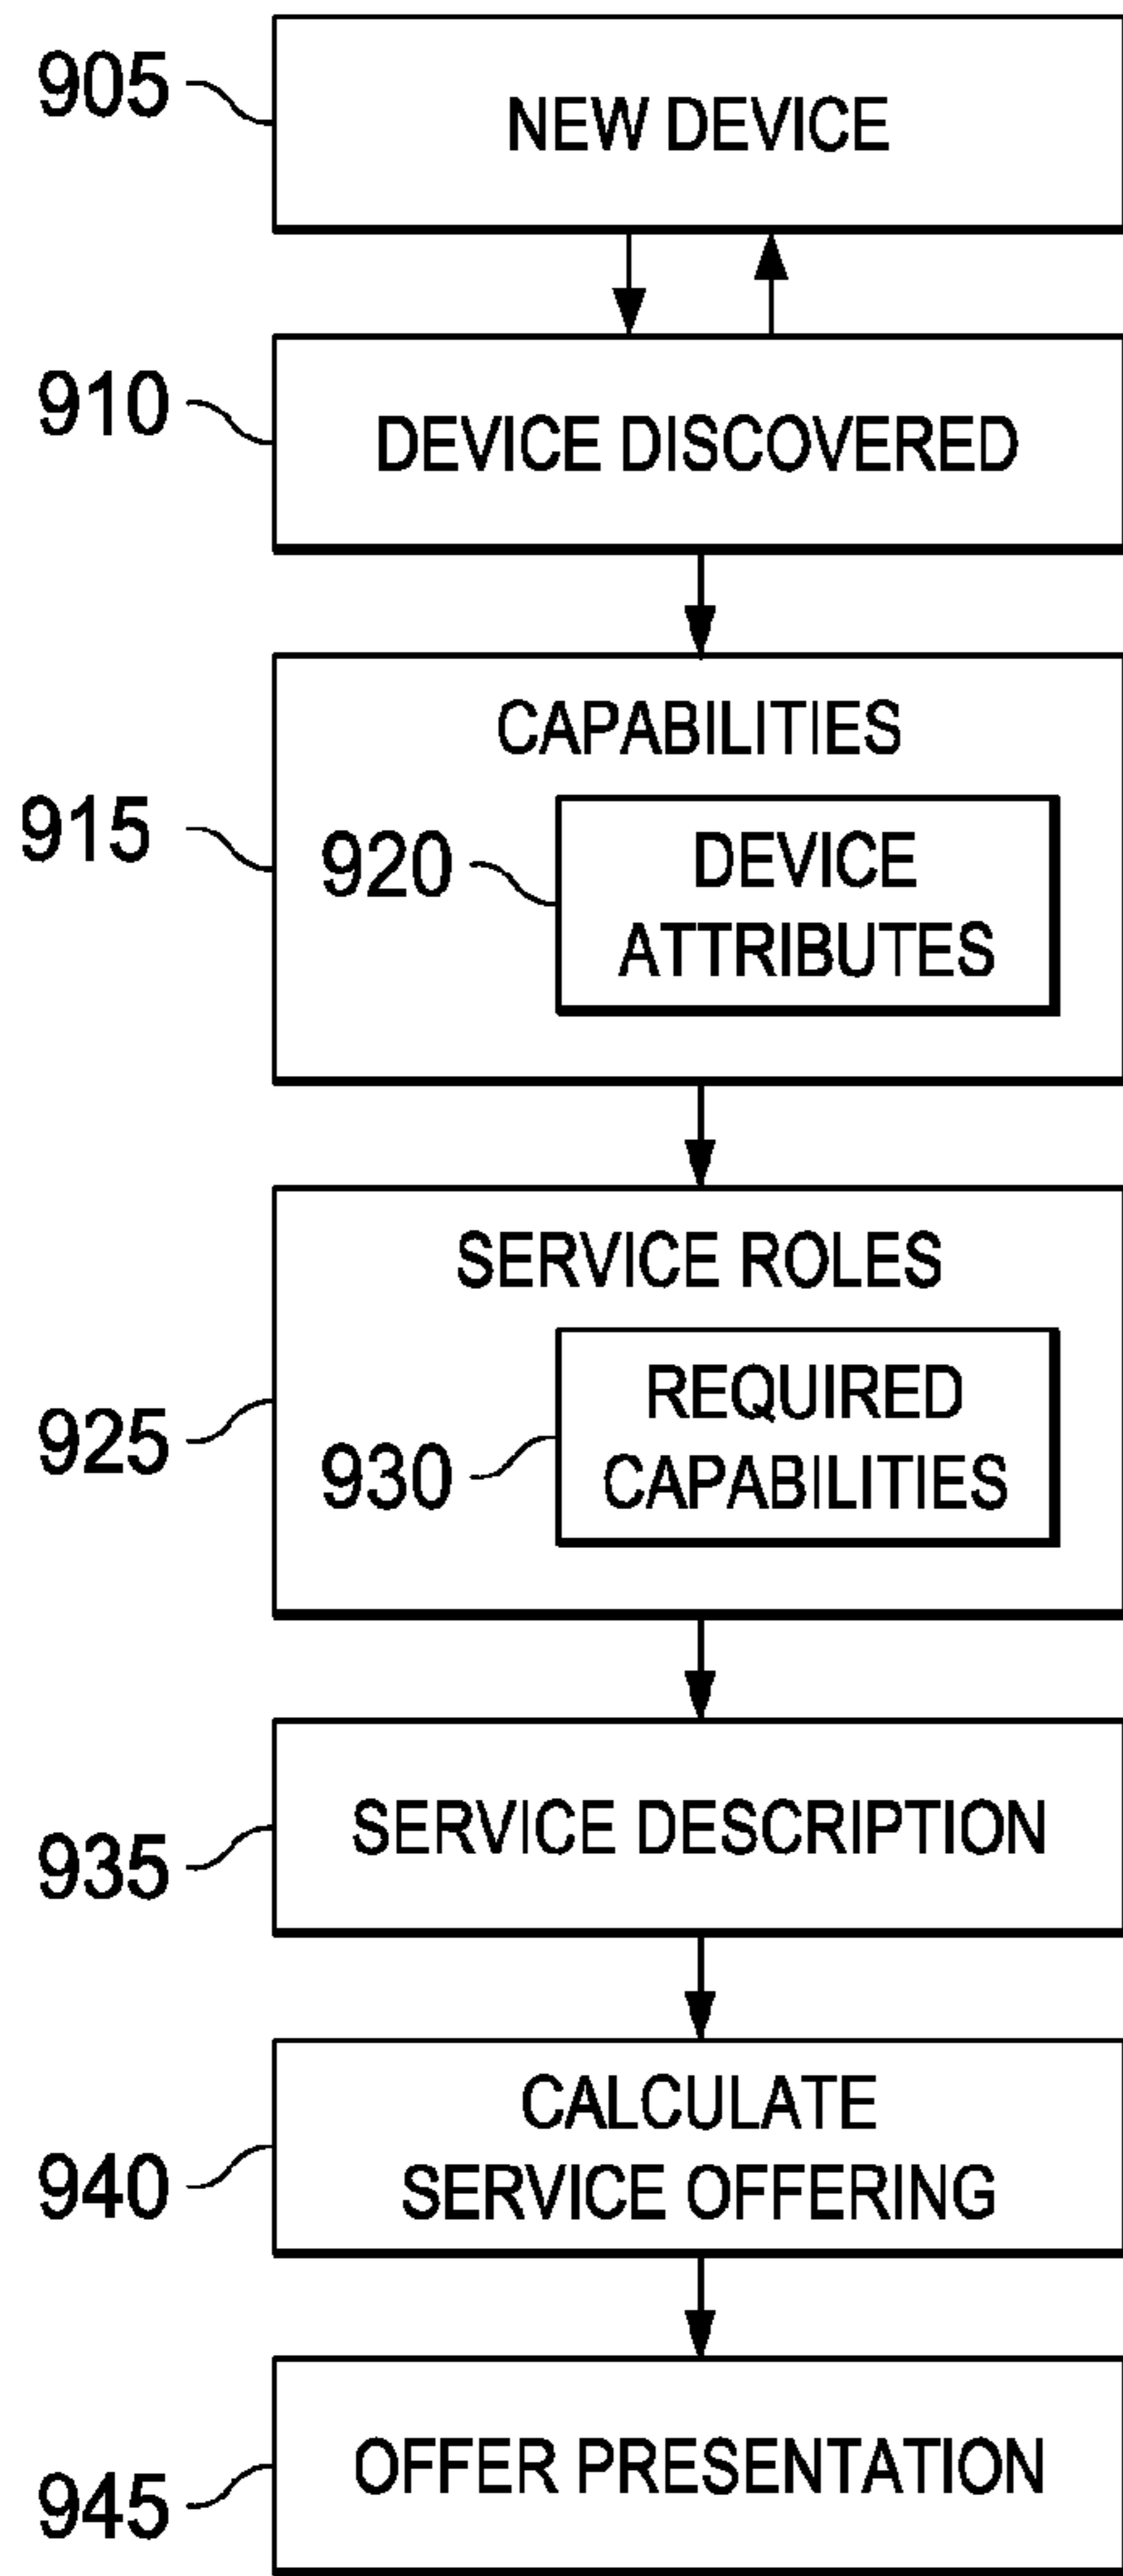 905
NEW DEVICE
910
DEVICE DISCOVERED
CAPABILITIES
915
920
DEVICE
ATTRIBUTES
SERVICE ROLES
925
930
REQUIRED
CAPABILITIES
935
SERVICE DESCRIPTION
940
CALCULATE
SERVICE OFFERING
945
OFFER PRESENTATION